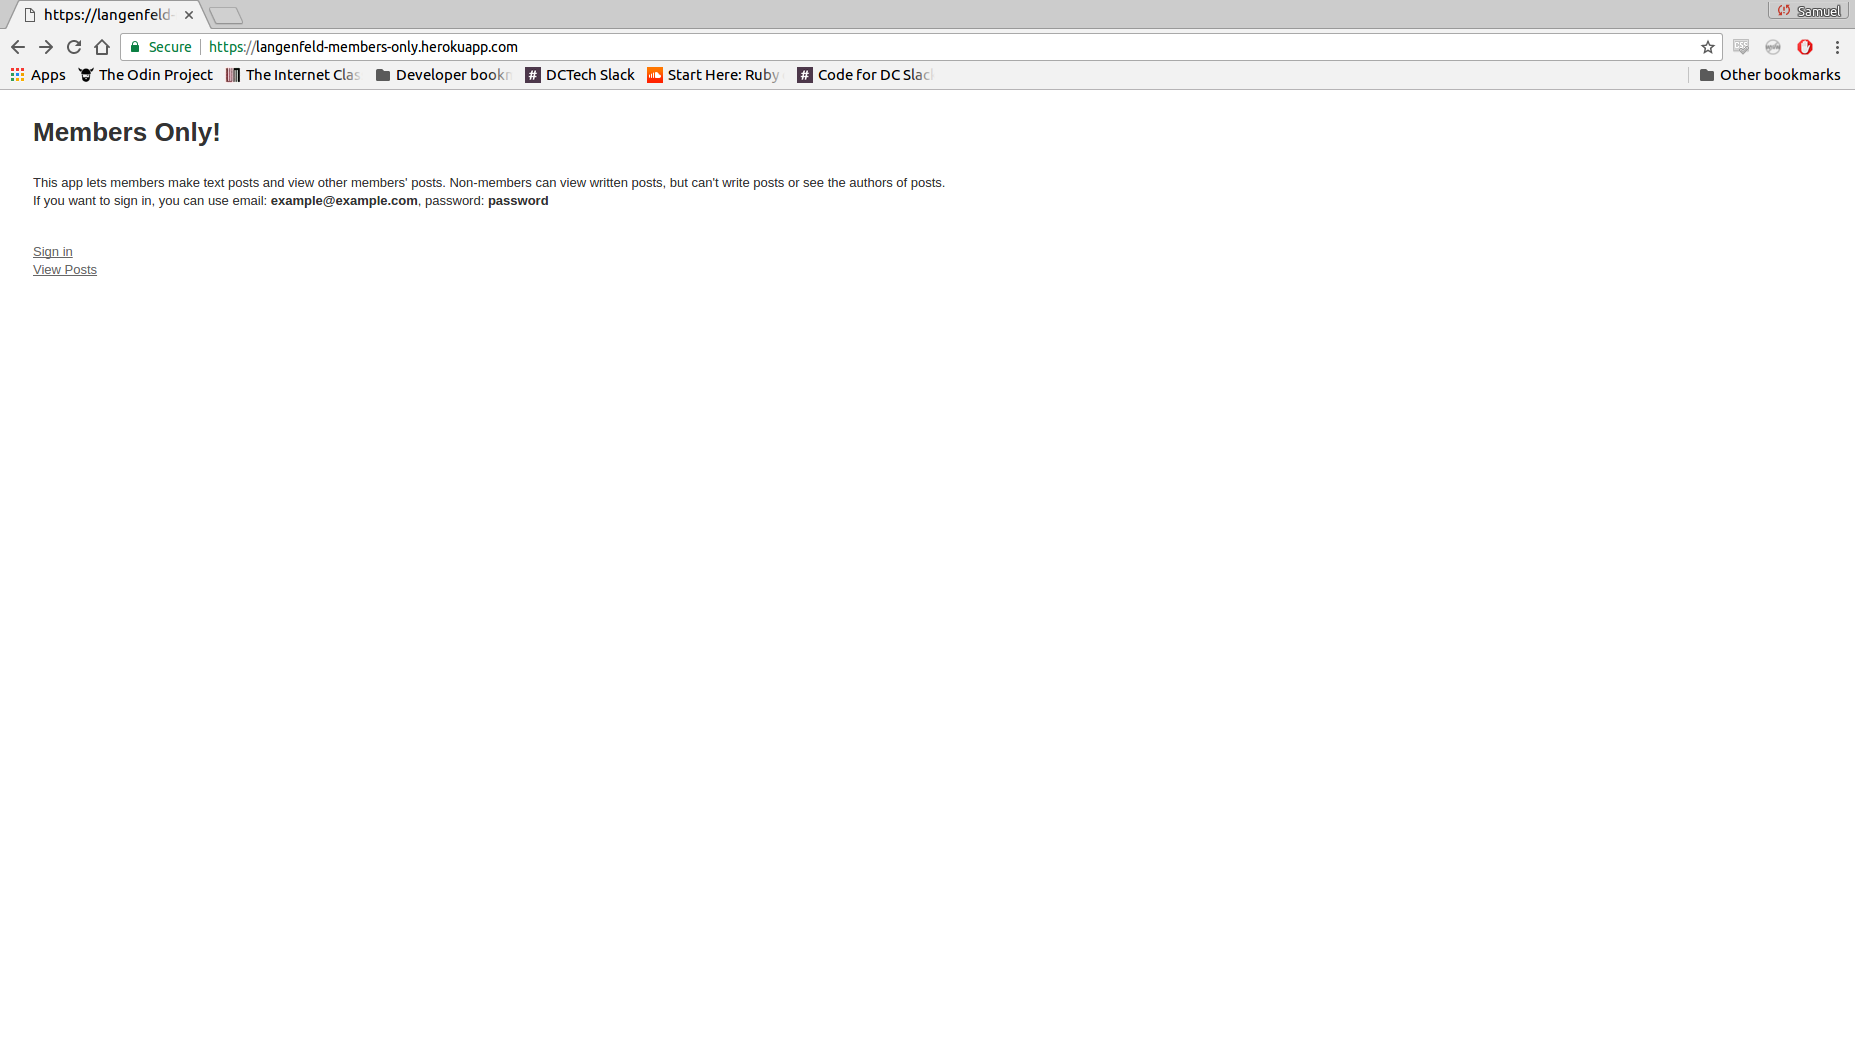 https://langenfeld-
Samuel
Secure https://langenfeld-members-only.herokuapp.com
Apps The Odin Project The Internet Clas Developer bookm DCTech Slack Start Here: Ruby Code for DC Slack Other bookmarks
Members Only!
This app lets members make text posts and view other members' posts. Non-members can view written posts, but can't write posts or see the authors of posts.
If you want to sign in, you can use email: example@example.com, password: password
Sign in
View Posts